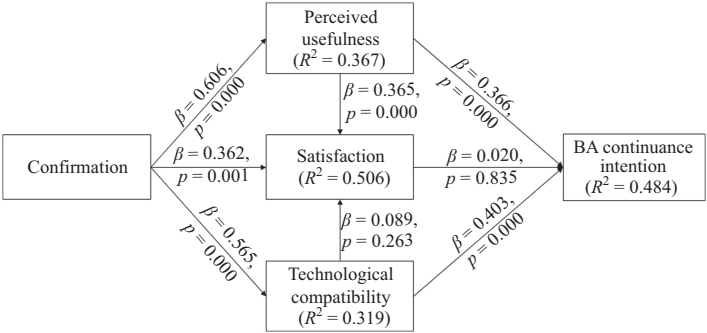 Perceived
usefulness
(R² = 0.367)
β = 0.606,
p = 0.000
β = 0.365,
p = 0.000
β = 0.366,
p = 0.000
Confirmation
β = 0.362,
p = 0.001
Satisfaction
(R² = 0.506)
β = 0.020,
p = 0.835
BA continuance
intention
(R² = 0.484)
β = 0.565,
p = 0.000
β = 0.089,
p = 0.263
β = 0.403,
p = 0.000
Technological
compatibility
(R² = 0.319)